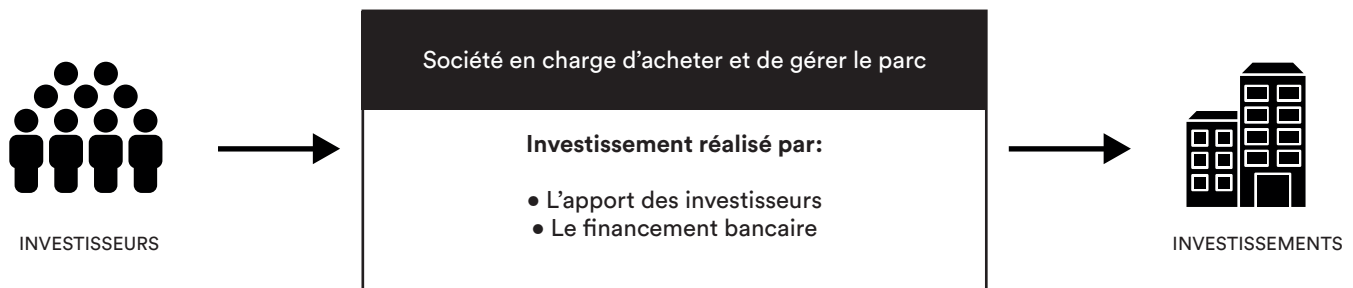 Société en charge d’acheter et de gérer le parc
Investissement réalisé par:
● L’apport des investisseurs
● Le financement bancaire
INVESTISSEURS
INVESTISSEMENTS